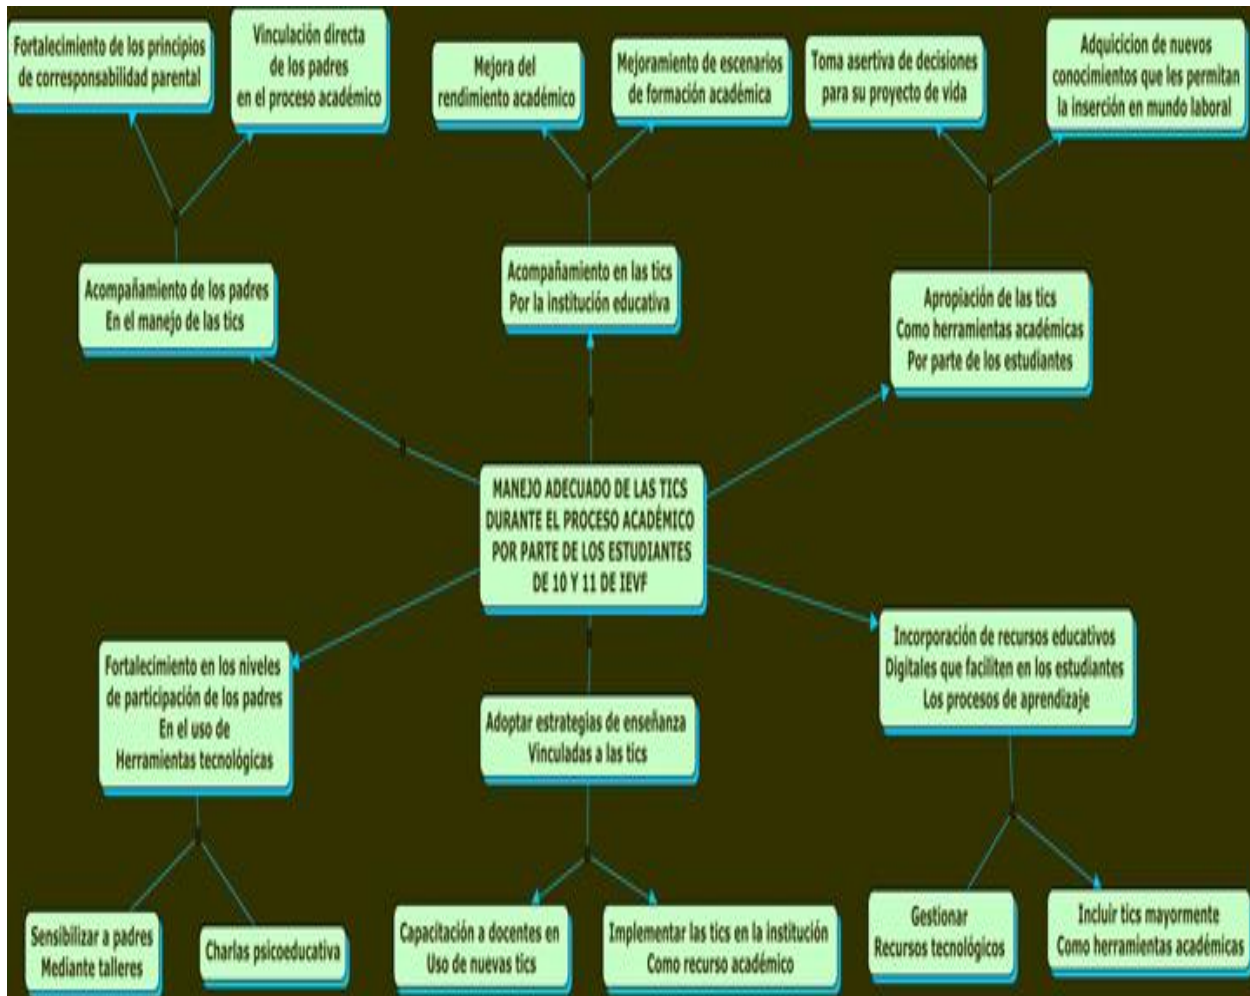 Fortalecimiento de los principios
de corresponsabilidad parental
Vinculación directa
de los padres
en el proceso académico
Mejora del
rendimiento académico
Mejoramiento de escenarios
de formación académica
Toma asertiva de decisiones
para su proyecto de vida
Adquicicion de nuevos
conocimientos que les permitan
la inserción en mundo laboral
Acompañamiento de los padres
En el manejo de las tics
Acompañamiento en las tics
Por la institución educativa
Apropiación de las tics
Como herramientas académicas
Por parte de los estudiantes
MANEJO ADECUADO DE LAS TICS
DURANTE EL PROCESO ACADÉMICO
POR PARTE DE LOS ESTUDIANTES
DE 10 Y 11 DE IEVF
Fortalecimiento en los niveles
de participación de los padres
En el uso de
Herramientas tecnológicas
Adoptar estrategias de enseñanza
Vinculadas a las tics
Incorporación de recursos educativos
Digitales que faciliten en los estudiantes
Los procesos de aprendizaje
Sensibilizar a padres
Mediante talleres
Charlas psicoeducativa
Capacitación a docentes en
Uso de nuevas tics
Implementar las tics en la institución
Como recurso académico
Gestionar
Recursos tecnológicos
Incluir tics mayormente
Como herramientas académicas